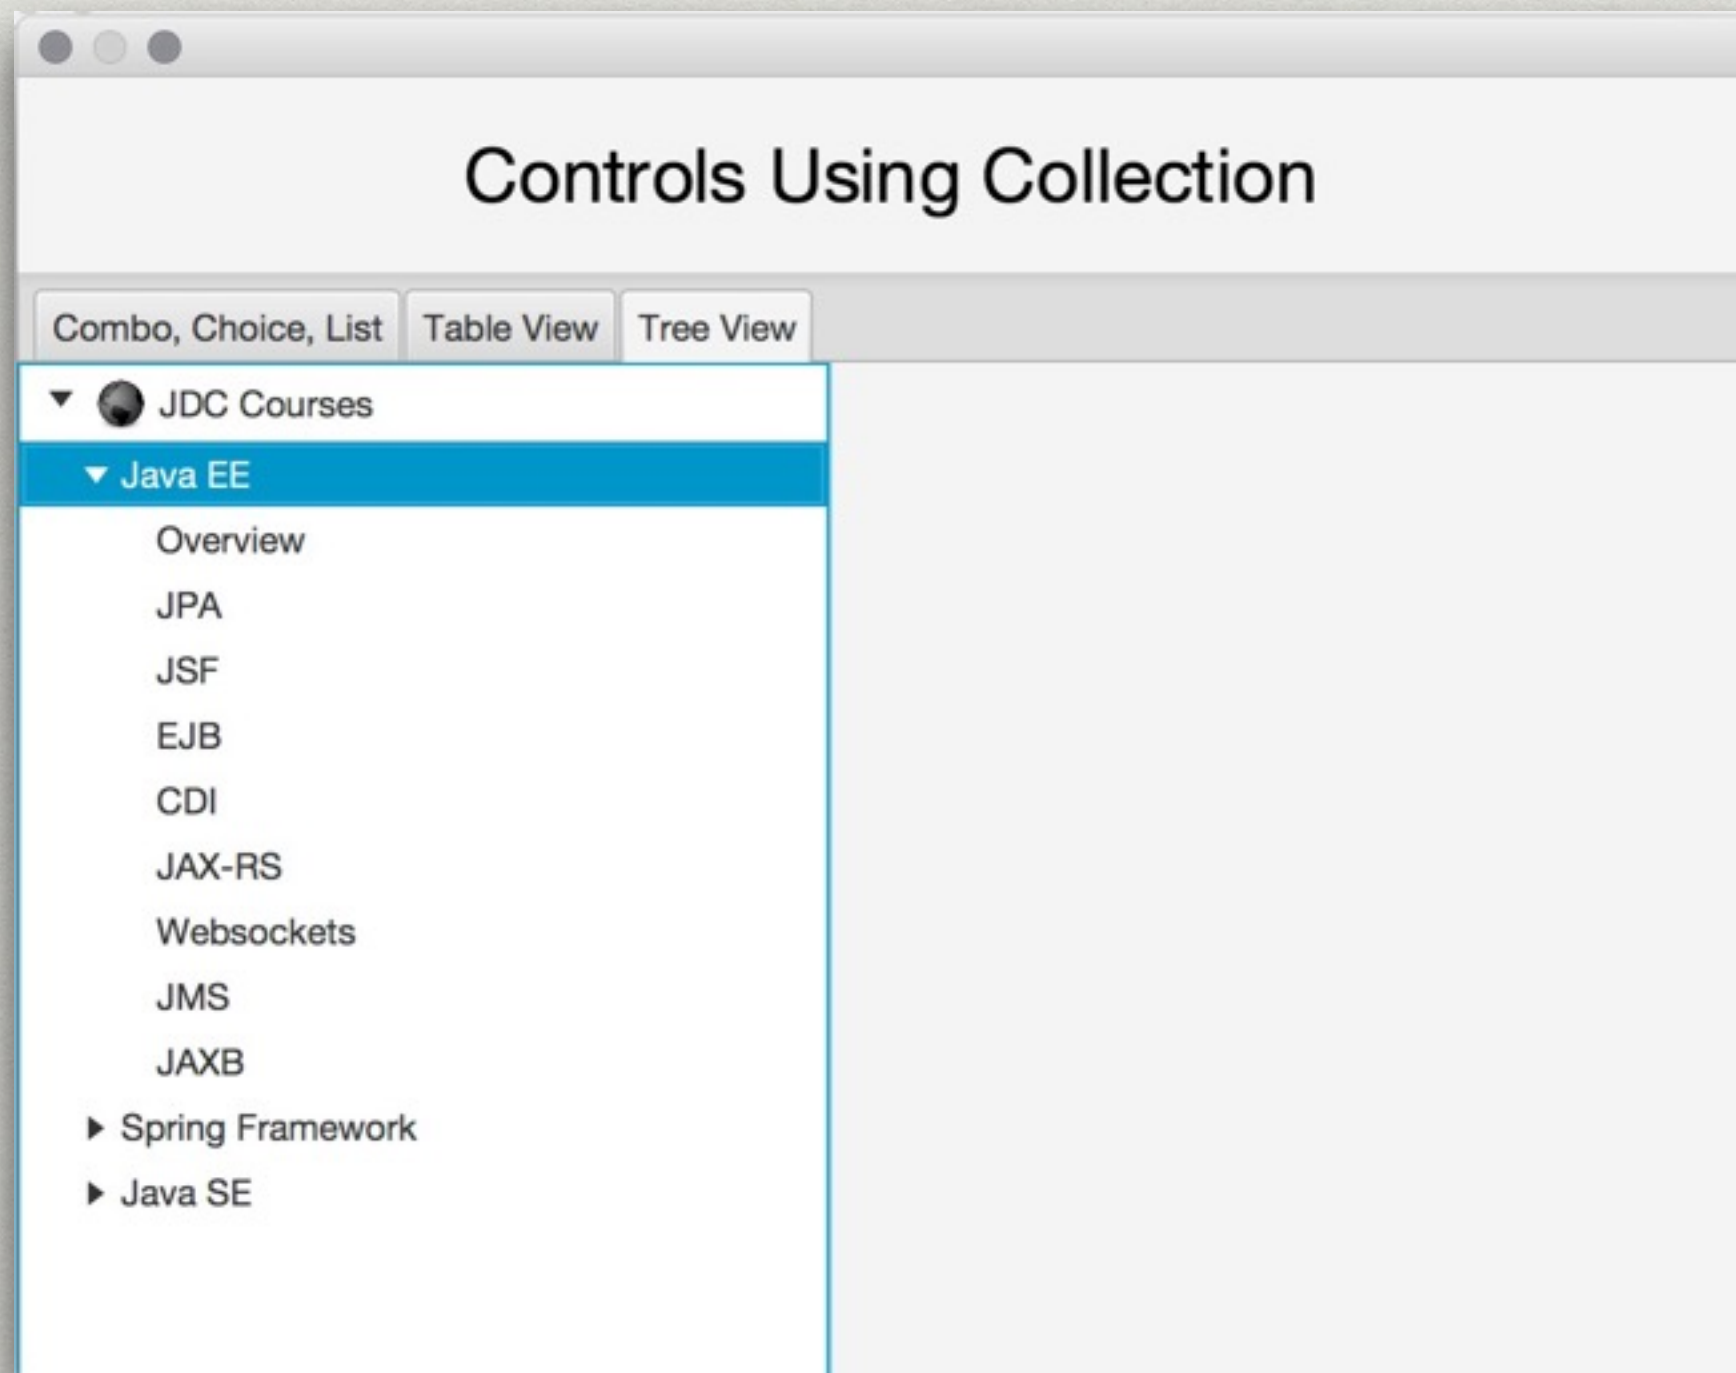 Controls Using Collection
Combo, Choice, List
Table View
Tree View
JDC Courses
Java EE
Overview
JPA
JSF
EJB
CDI
JAX-RS
Websockets
JMS
JAXB
Spring Framework
Java SE